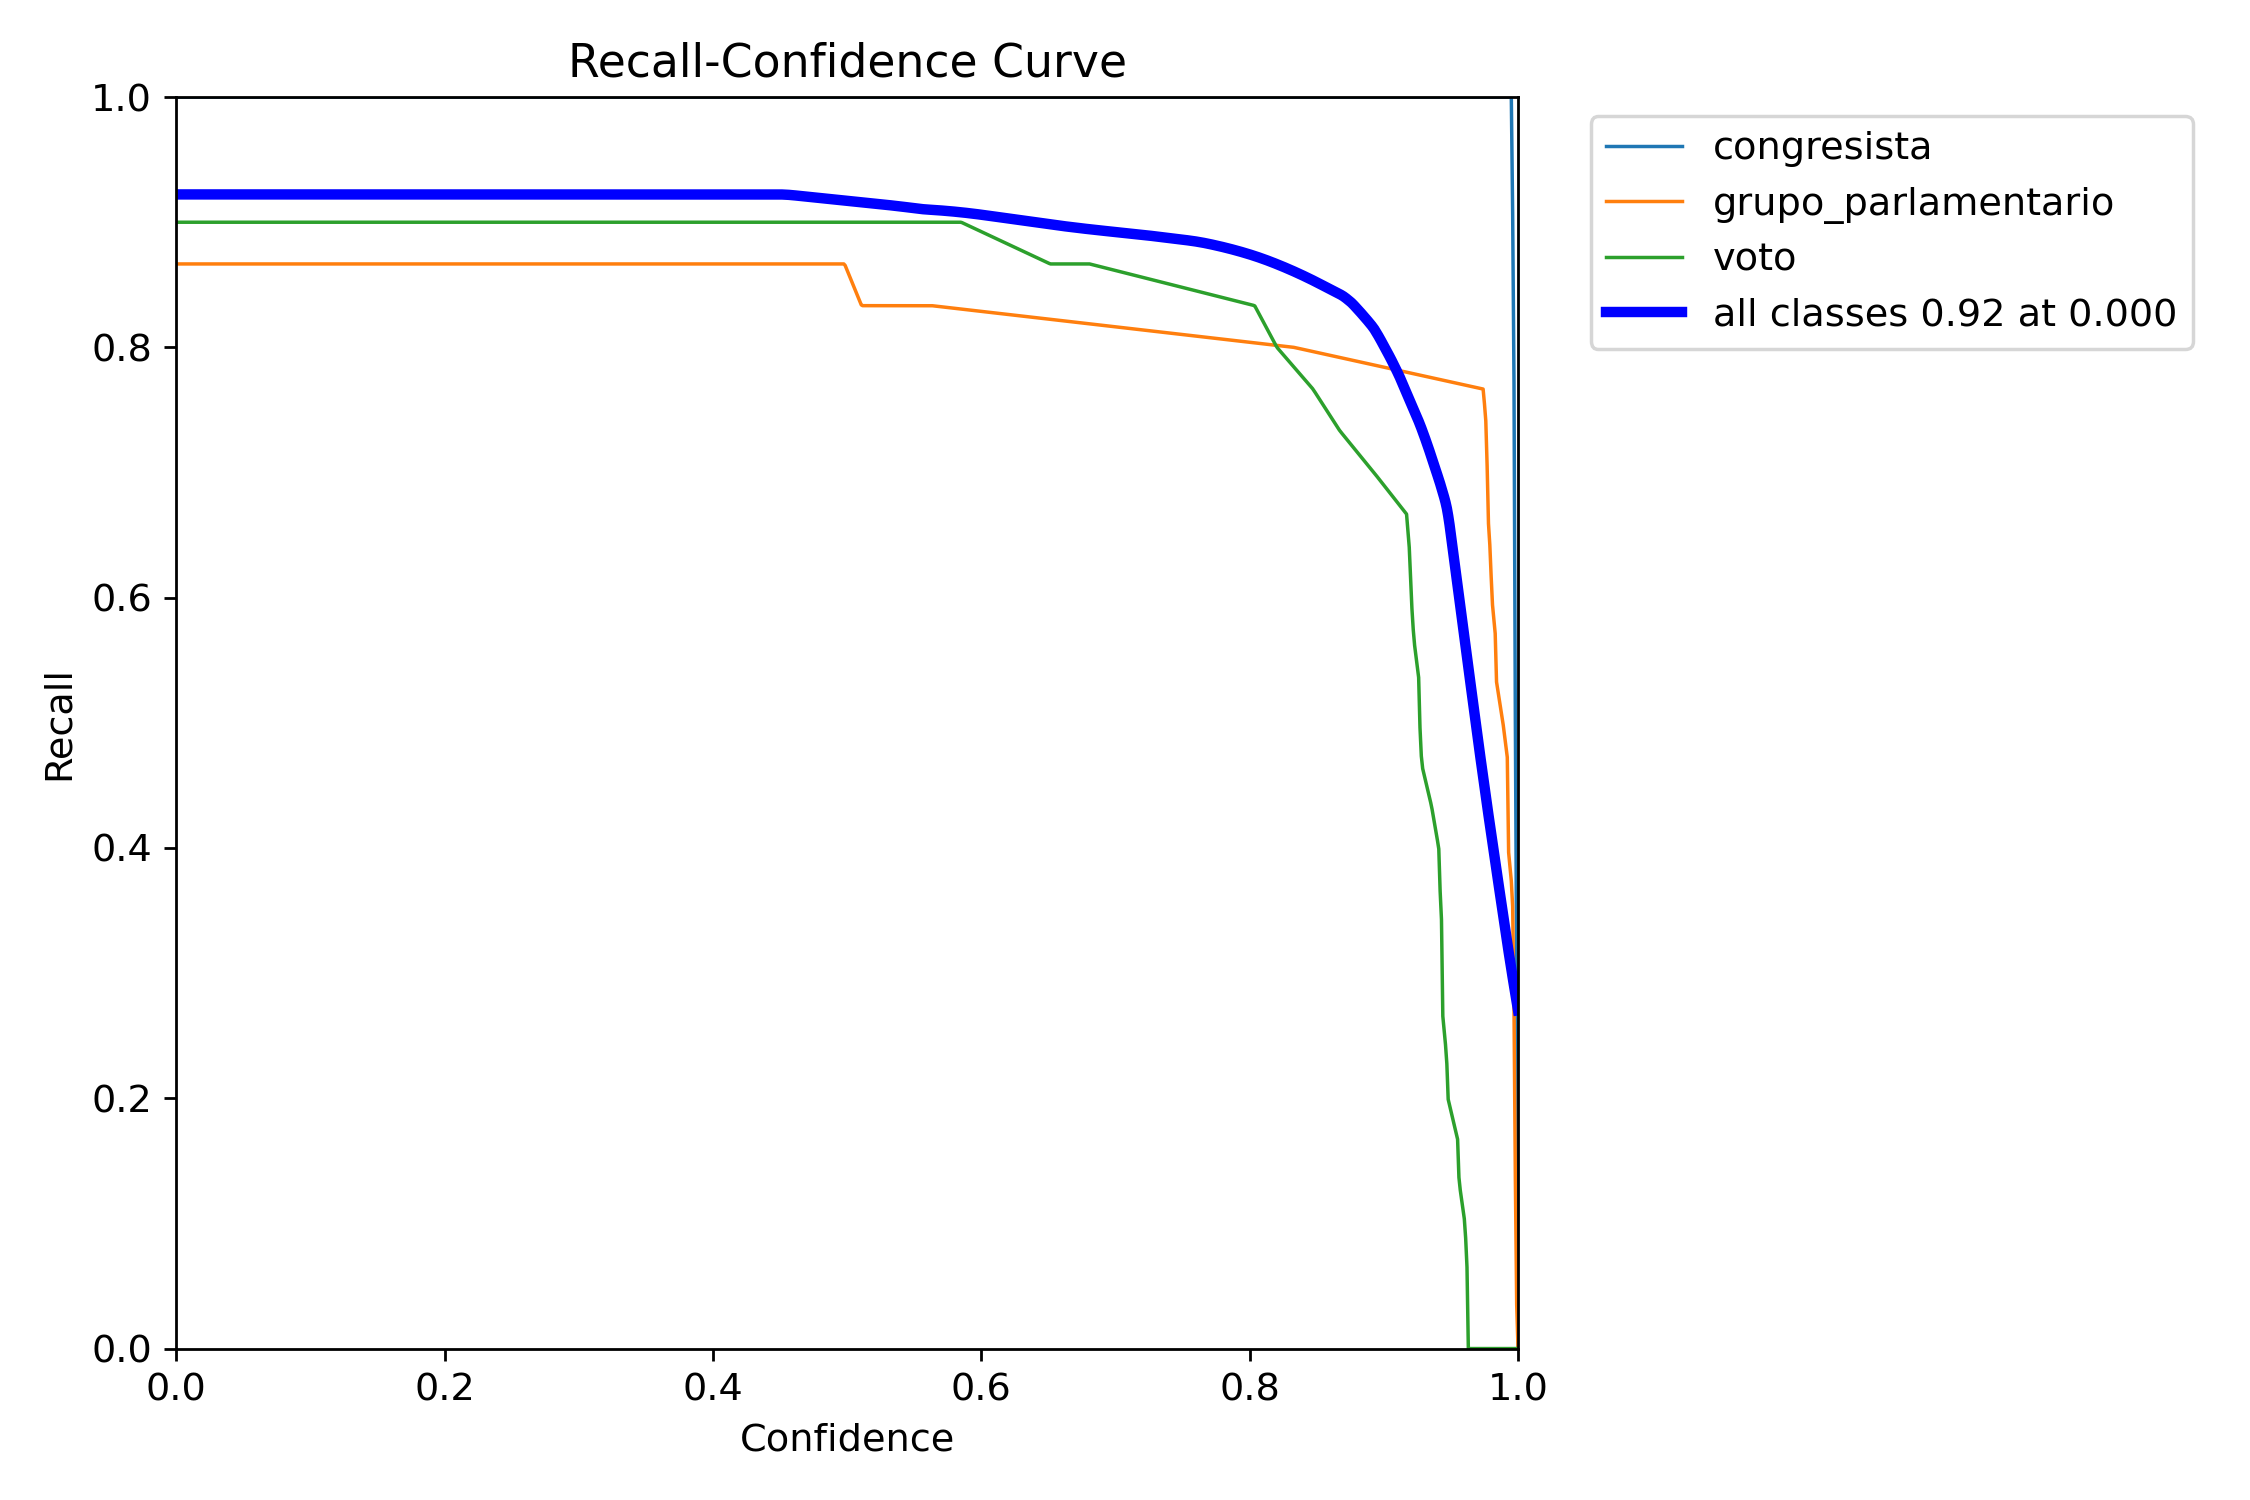 Recall-Confidence Curve
1.0
0.8
0.6
0.4
0.2
0.0
Recall
0.0 0.2 0.4 0.6 0.8 1.0
Confidence
congresista
grupo_parlamentario
voto
all classes 0.92 at 0.000